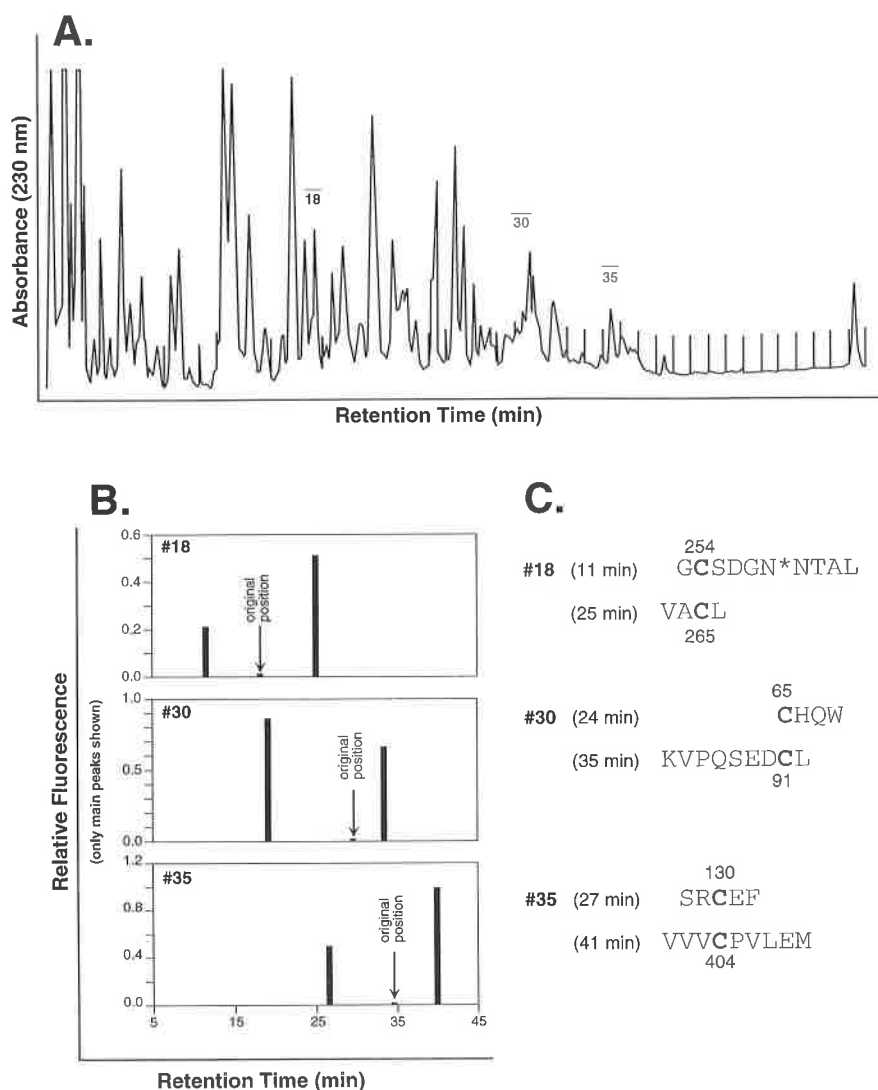 A.
Absorbance (230 nm)
18
30
35
Retention Time (min)
B.
Relative Fluorescence
(only main peaks shown)
#18
0.6
0.4
0,2
0.0
original
position
#30
1.0
0.5
0.0
original
position
#35
1.2
0.8
0.4
0.0
original
position
5 15 25 35 45
Retention Time (min)
C.
254
#18 (11 min) GCSDGN*NTAL
(25 min) VACL
265
65
#30 (24 min) CHQW
(35 min) KVPQSEDCL
91
130
#35 (27 min) SRCEF
(41 min) VVVCPVLEM
404